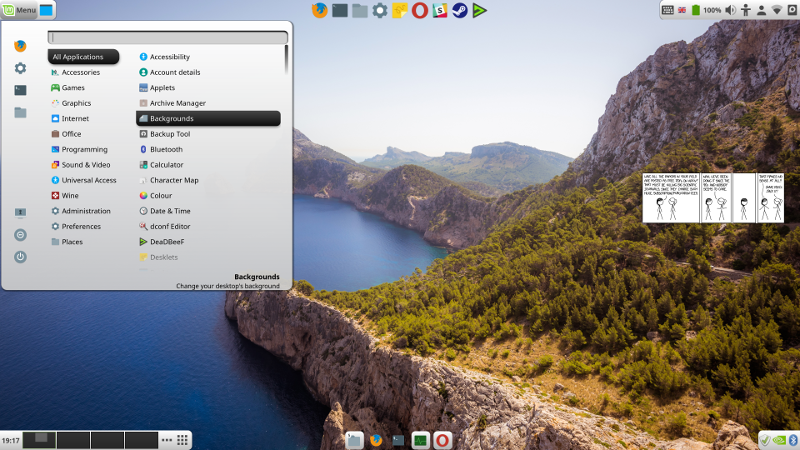 Menu
100%
All Applications
Accessories
Games
Graphics
Internet
Office
Programming
Sound & Video
Universal Access
Wine
Administration
Preferences
Places
Accessibility
Account details
Applets
Archive Manager
Backgrounds
Backup Tool
Bluetooth
Calculator
Character Map
Colour
Date & Time
dconf Editor
DeaDBeeF
Desklets
Backgrounds
Change your desktop's background
19:17